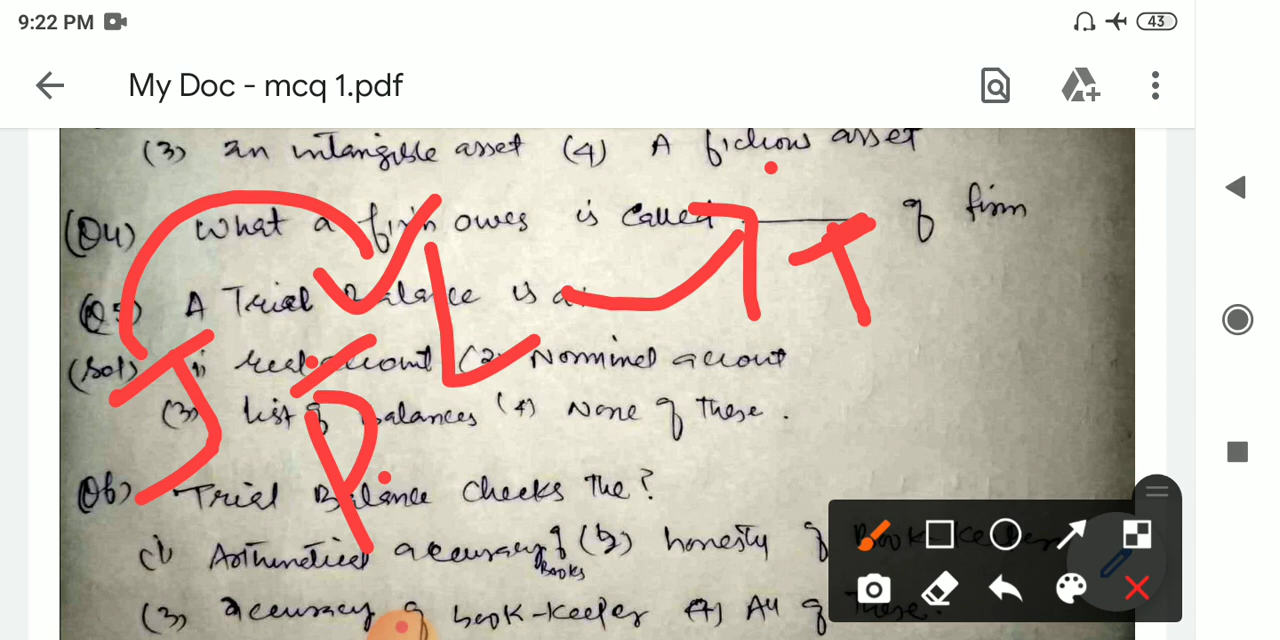 9:22 PM 43
My Doc - mcq 1.pdf
(3) an intangible asset (4) A fictious asset
(Q4) What a firm owes is called ______ of firm
(Q5) A Trial Balance is
(Sol) (1) real account (2) Nominal account
(3) list of balances (4) None of these.
Q6) Trial Balance checks the?
(1) Arithmetical accuracy of Books (2) honesty of Book-keeper
(3) accuracy of book-keeper (4) All of these.
J P L T T